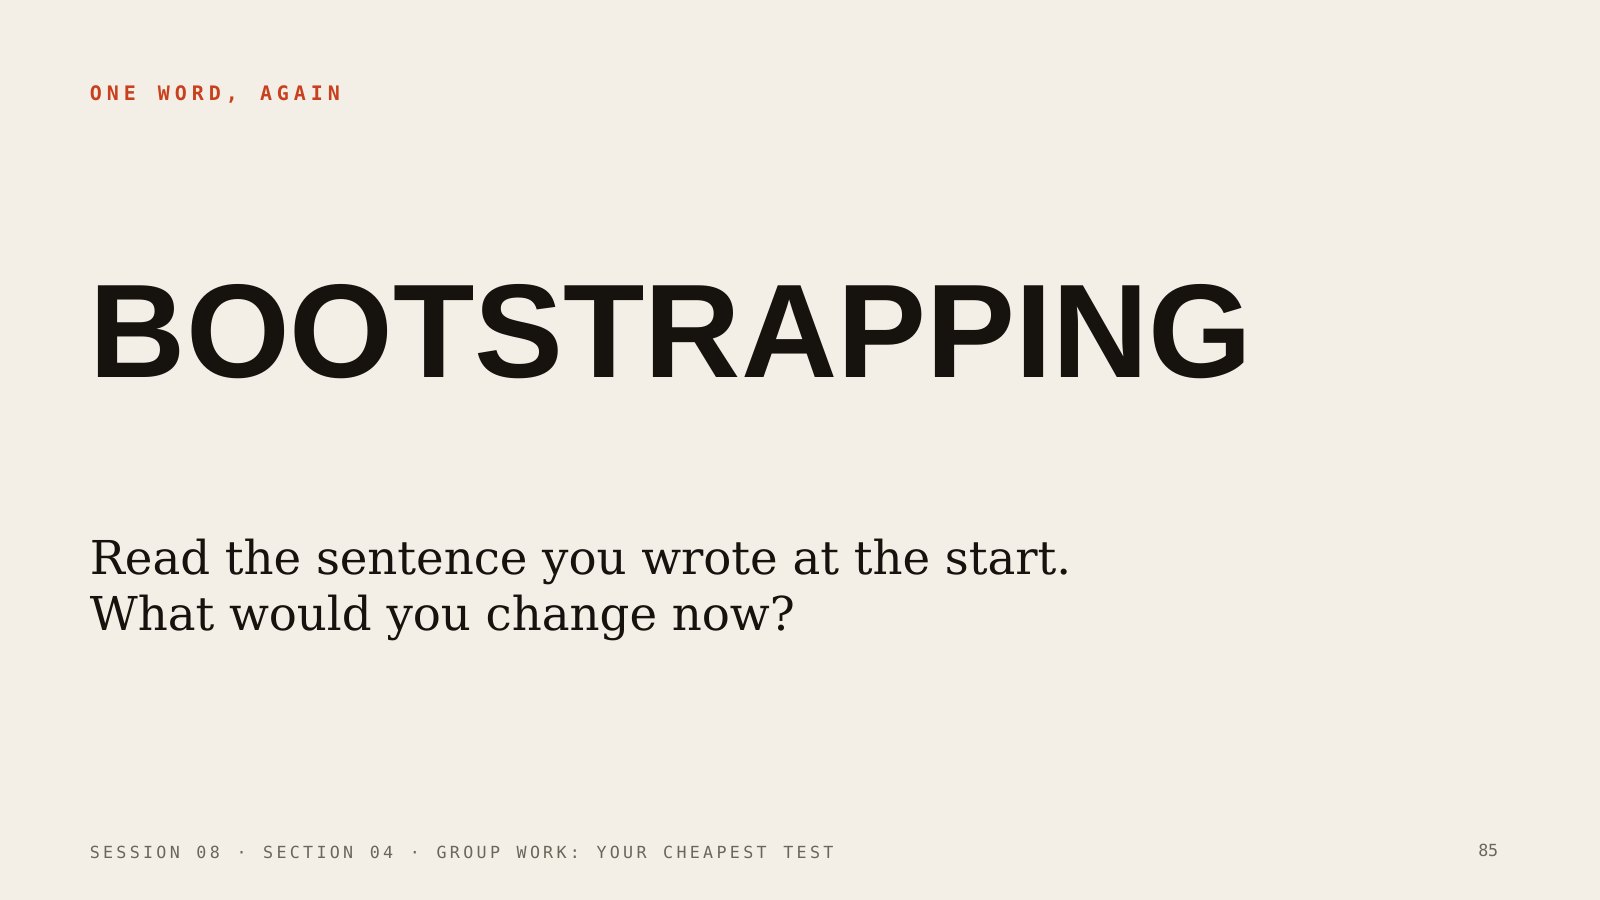 ONE WORD, AGAIN
BOOTSTRAPPING
Read the sentence you wrote at the start.
What would you change now?
SESSION 08 · SECTION 04 · GROUP WORK: YOUR CHEAPEST TEST
85